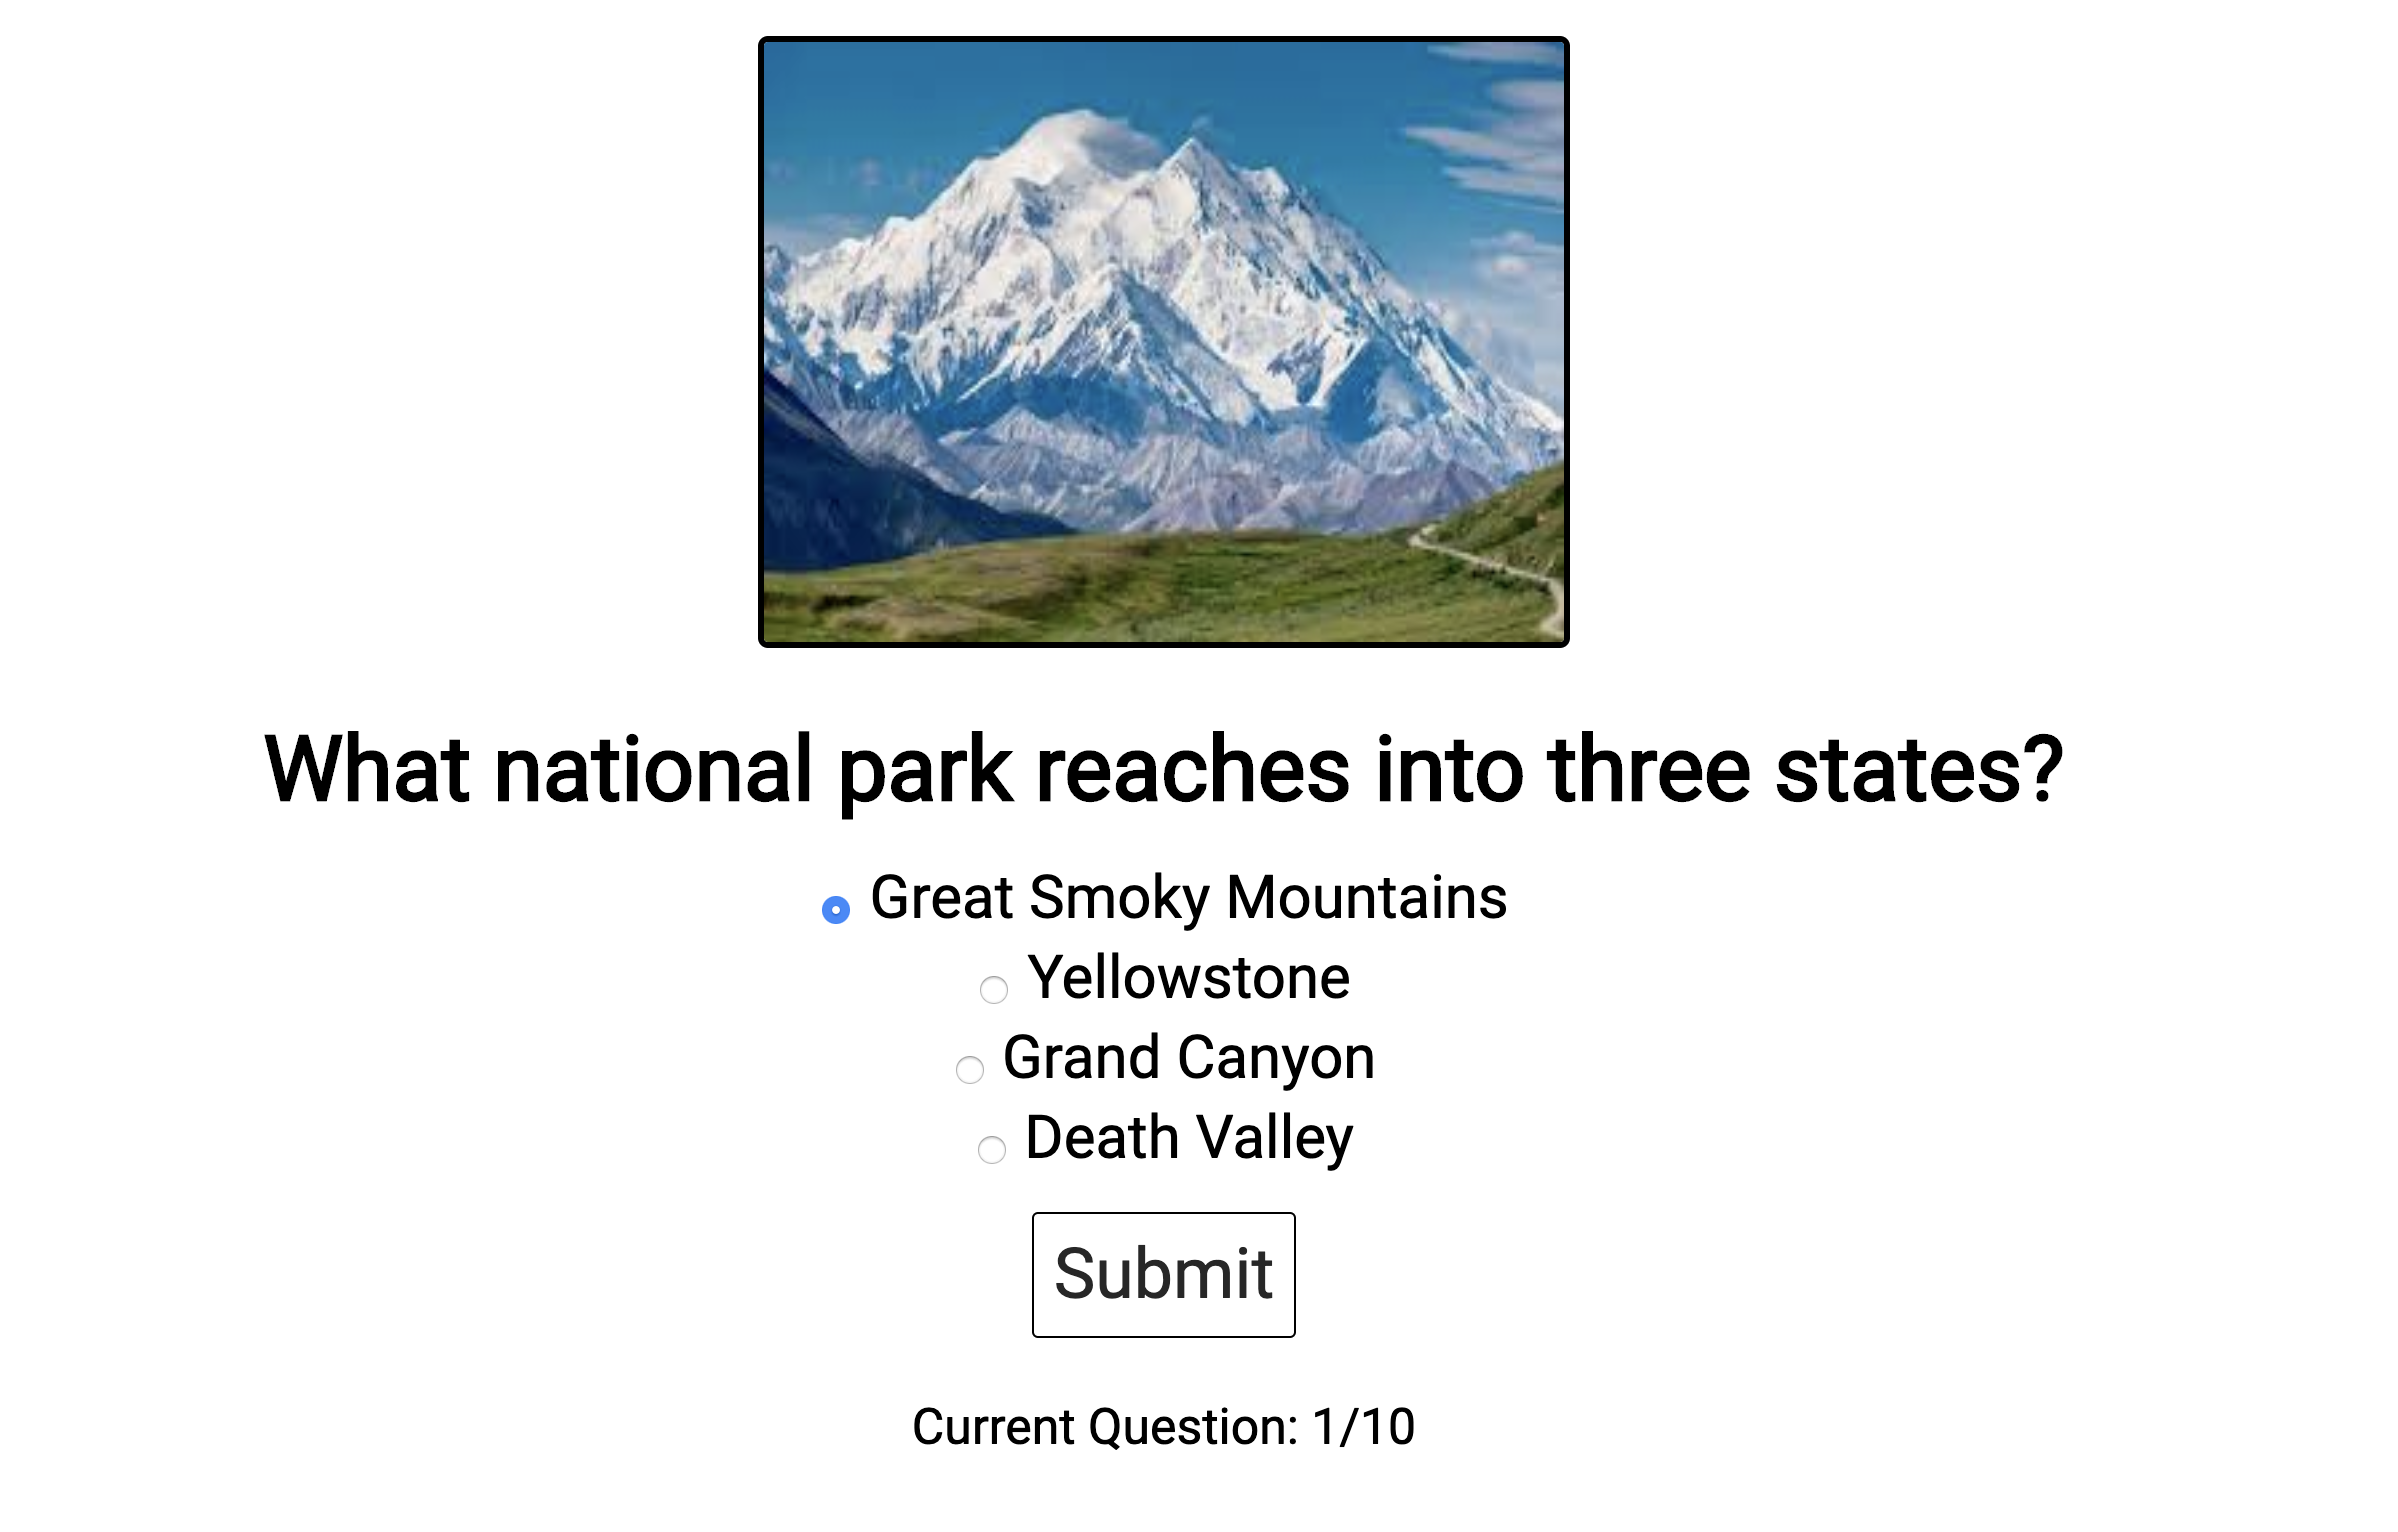 What national park reaches into three states?
Great Smoky Mountains
Yellowstone
Grand Canyon
Death Valley
Submit
Current Question: 1/10